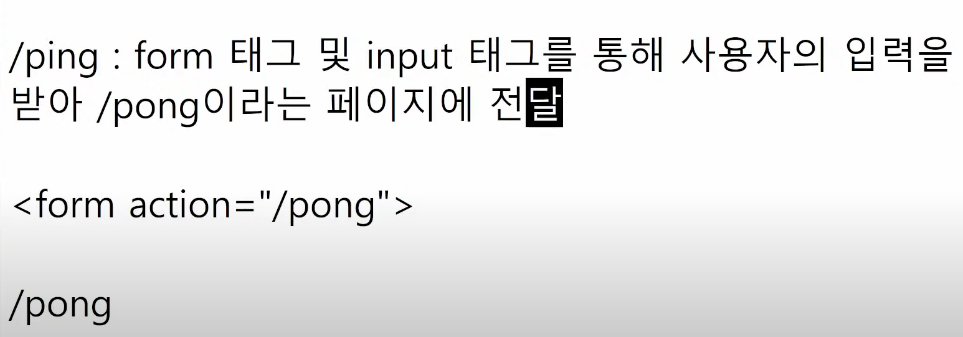 /ping : form 태그 및 input 태그를 통해 사용자의 입력을
받아 /pong이라는 페이지에 전달
<form action="/pong">
/pong